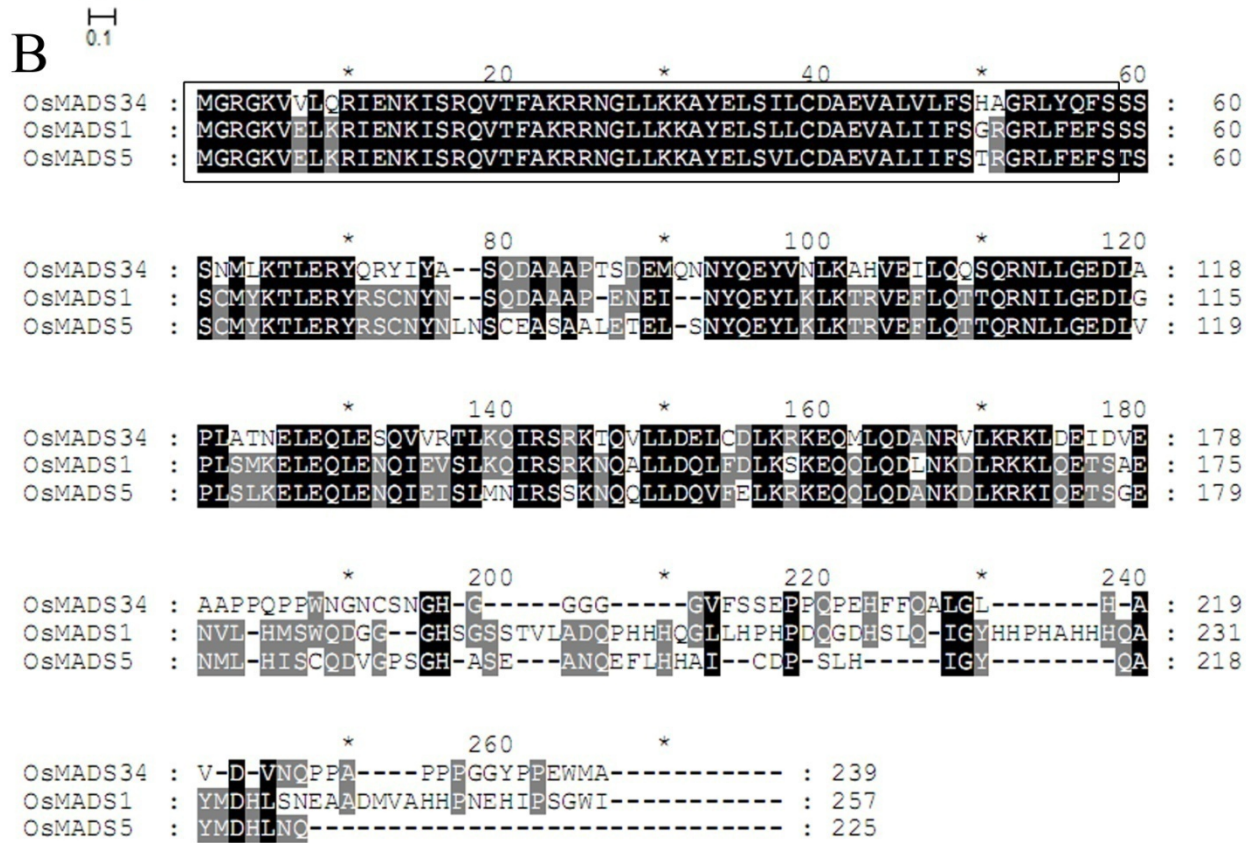 0.1
B
* 20 * 40 * 60
OsMADS34 : MGRGKVVLQRIENKISRQVTFAKRRNGLLKKAYELSILCDAEVALVLFSHAGRLYQFSSS : 60
OsMADS1 : MGRGKVELKRIENKISRQVTFAKRRNGLLKKAYELSLLCDAEVALIIFSGRGRLFEFSSS : 60
OsMADS5 : MGRGKVELKRIENKISRQVTFAKRRNGLLKKAYELSVLCDAEVALIIFSTRGRLFEFSTS : 60
* 80 * 100 * 120
OsMADS34 : SNMLKTLERYQRYIYA--SQDAAAPTSDEMQNNYQEYVNLKAHVEILQQSQRNLLGEDLA : 118
OsMADS1 : SCMYKTLERYRSCNYN--SQDAAAP-ENEI--NYQEYLKLKTRVEFLQTTQRNILGEDLG : 115
OsMADS5 : SCMYKTLERYRSCNYNLNSCEASAALETEL-SNYQEYLKLKTRVEFLQTTQRNLLGEDLV : 119
* 140 * 160 * 180
OsMADS34 : PLATNELEQLESQVVRTLKQIRSRKTQVLLDELCDLKRKEQMLQDANRVLKRKLDEIDVE : 178
OsMADS1 : PLSMKELEQLENQIEVSLKQIRSRKNQALLDQLFDLKSKEQQLQDLNKDLRKKLQETSAE : 175
OsMADS5 : PLSLKELEQLENQIEISLMNIRSSKNQQLLDQVFELKRKEQQLQDANKDLKRKIQETSGE : 179
* 200 * 220 * 240
OsMADS34 : AAPPQPPWNGNCSNGH-G-----GGG-----GVFSSEPPQPEHFFQALGL-------H-A : 219
OsMADS1 : NVL-HMSWQDGG--GHSGSSTVLADQPHHHQGLLHPHPDQGDHSLQ-IGYHHPHAHHHQA : 231
OsMADS5 : NML-HISCQDVGPSGH-ASE---ANQEFLHHAI--CDP-SLH-----IGY--------QA : 218
* 260 *
OsMADS34 : V-D-VNQPPA----PPPGGYPPEWMA----------- : 239
OsMADS1 : YMDHLSNEAADMVAHHPNEHIPSGWI----------- : 257
OsMADS5 : YMDHLNQ------------------------------ : 225